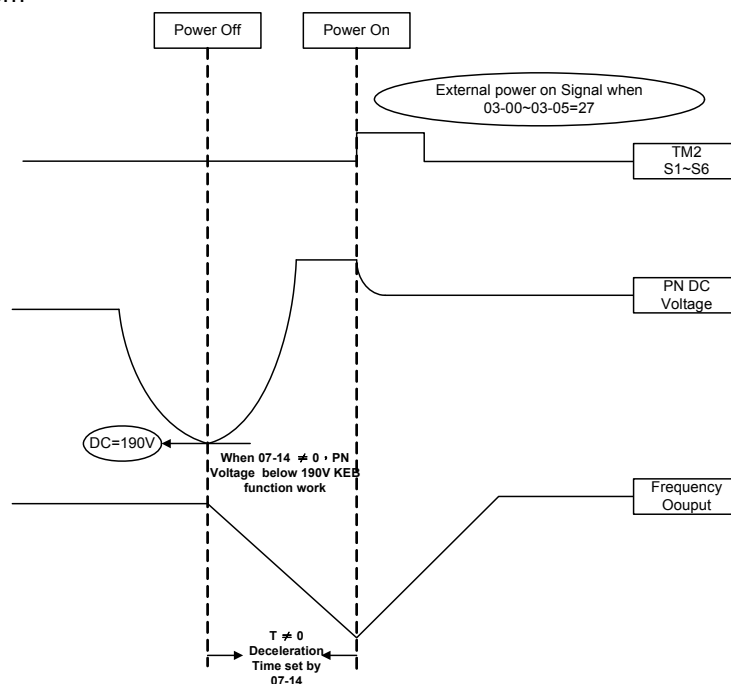 Power Off
Power On
External power on Signal when
03-00~03-05=27
TM2
S1~S6
PN DC
Voltage
DC=190V
When 07-14 ≠ 0，PN
Voltage below 190V KEB
function work
Frequency
Oouput
T ≠ 0
Deceleration
Time set by
07-14